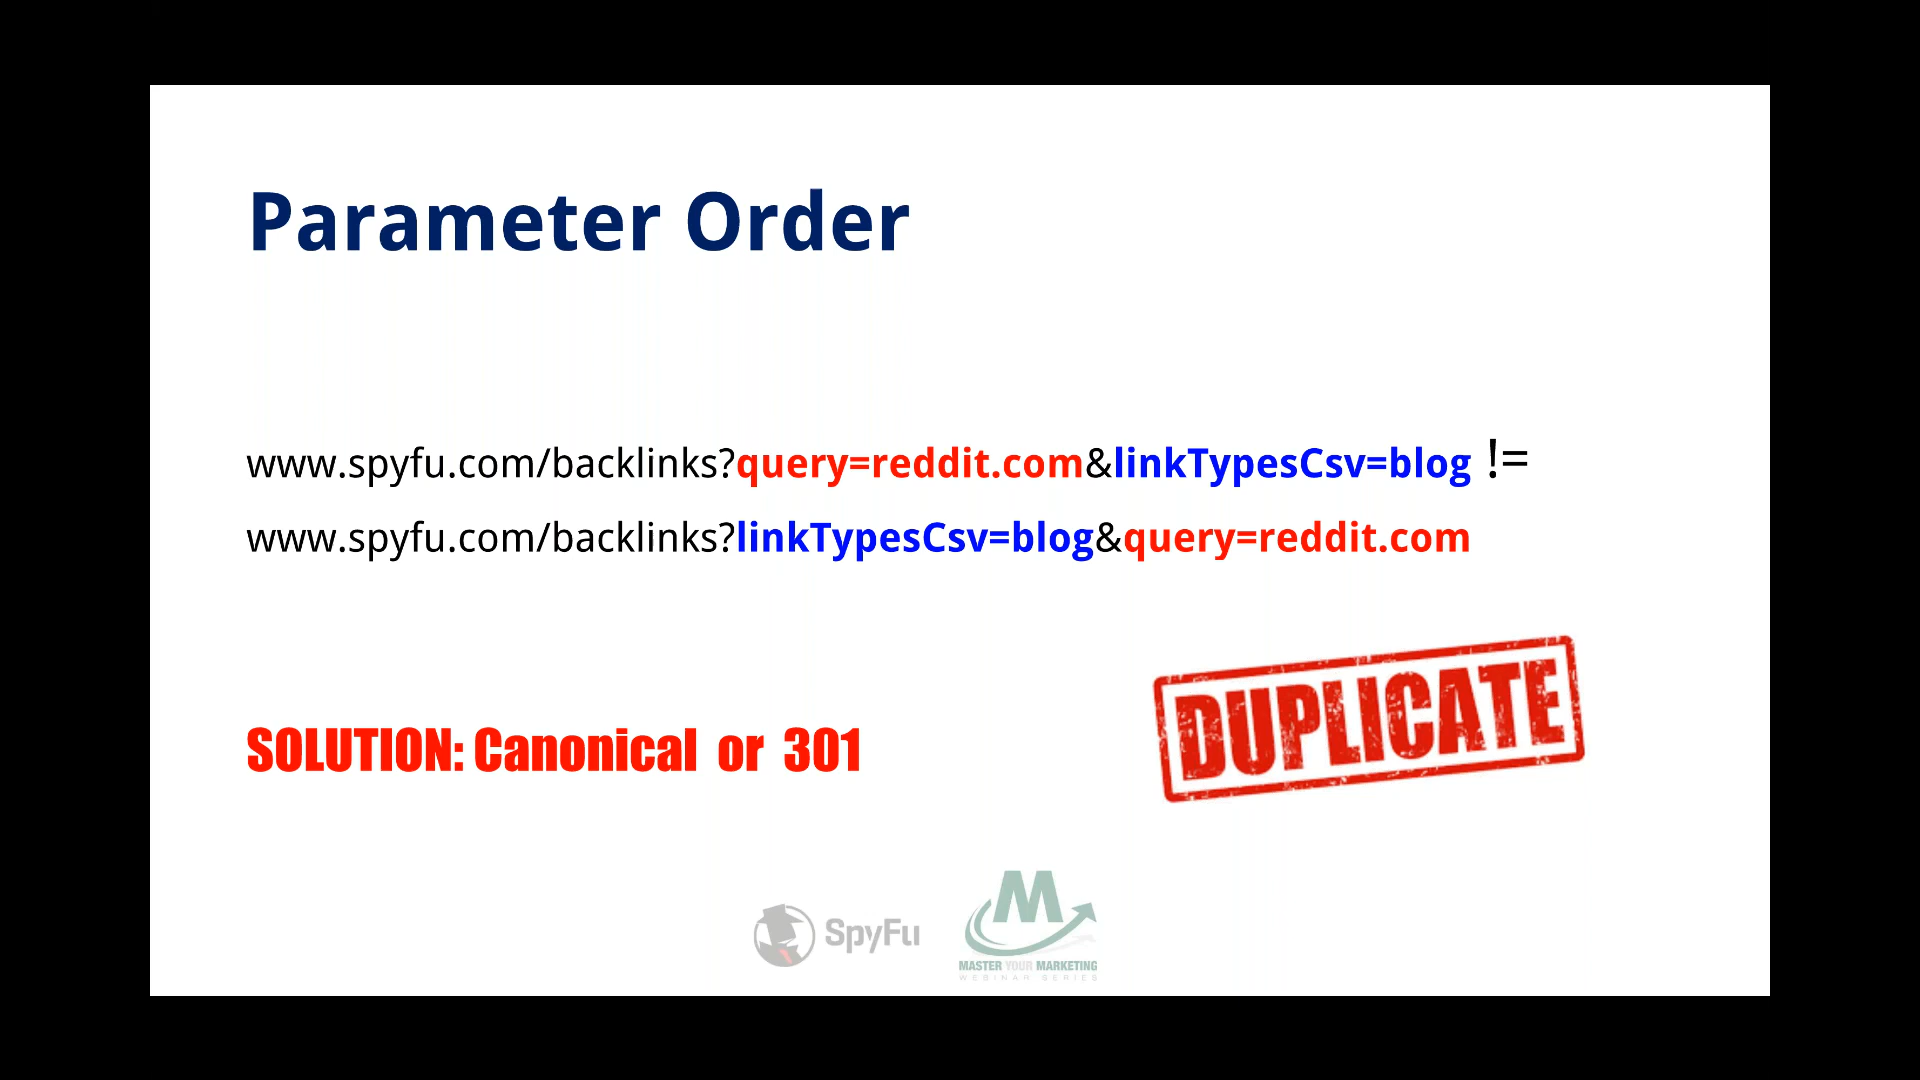 Parameter Order
www.spyfu.com/backlinks?query=reddit.com&linkTypesCsv=blog !=
www.spyfu.com/backlinks?linkTypesCsv=blog&query=reddit.com
DUPLICATE
SOLUTION: Canonical or 301
SpyFu
M
MASTER YOUR MARKETING
WEBINAR SERIES